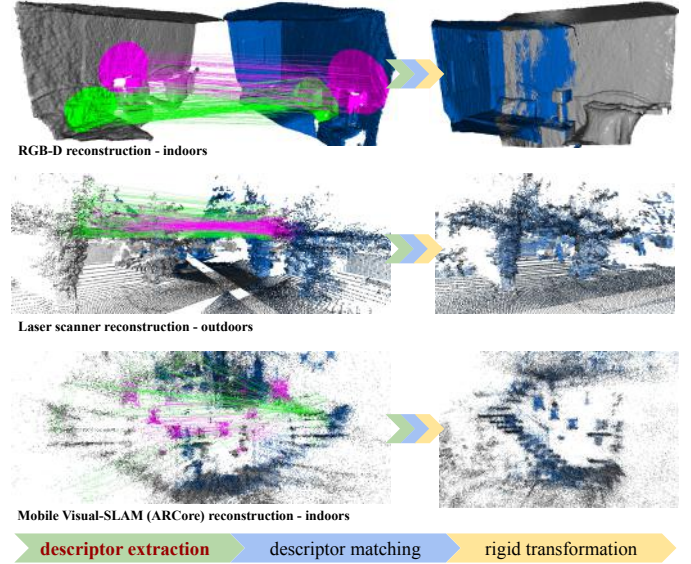 RGB-D reconstruction - indoors
Laser scanner reconstruction - outdoors
Mobile Visual-SLAM (ARCore) reconstruction - indoors
descriptor extraction descriptor matching rigid transformation